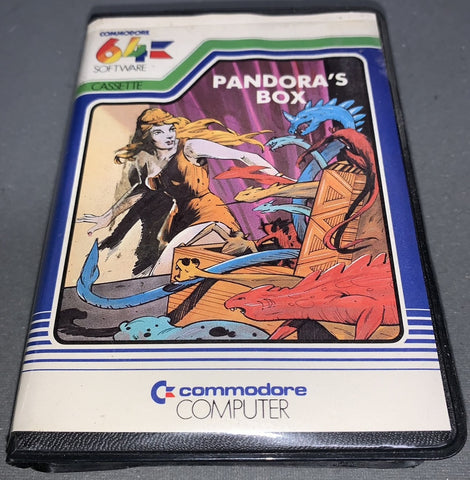 COMMODORE
64
SOFTWARE
CASSETTE
PANDORA'S
BOX
commodore
COMPUTER